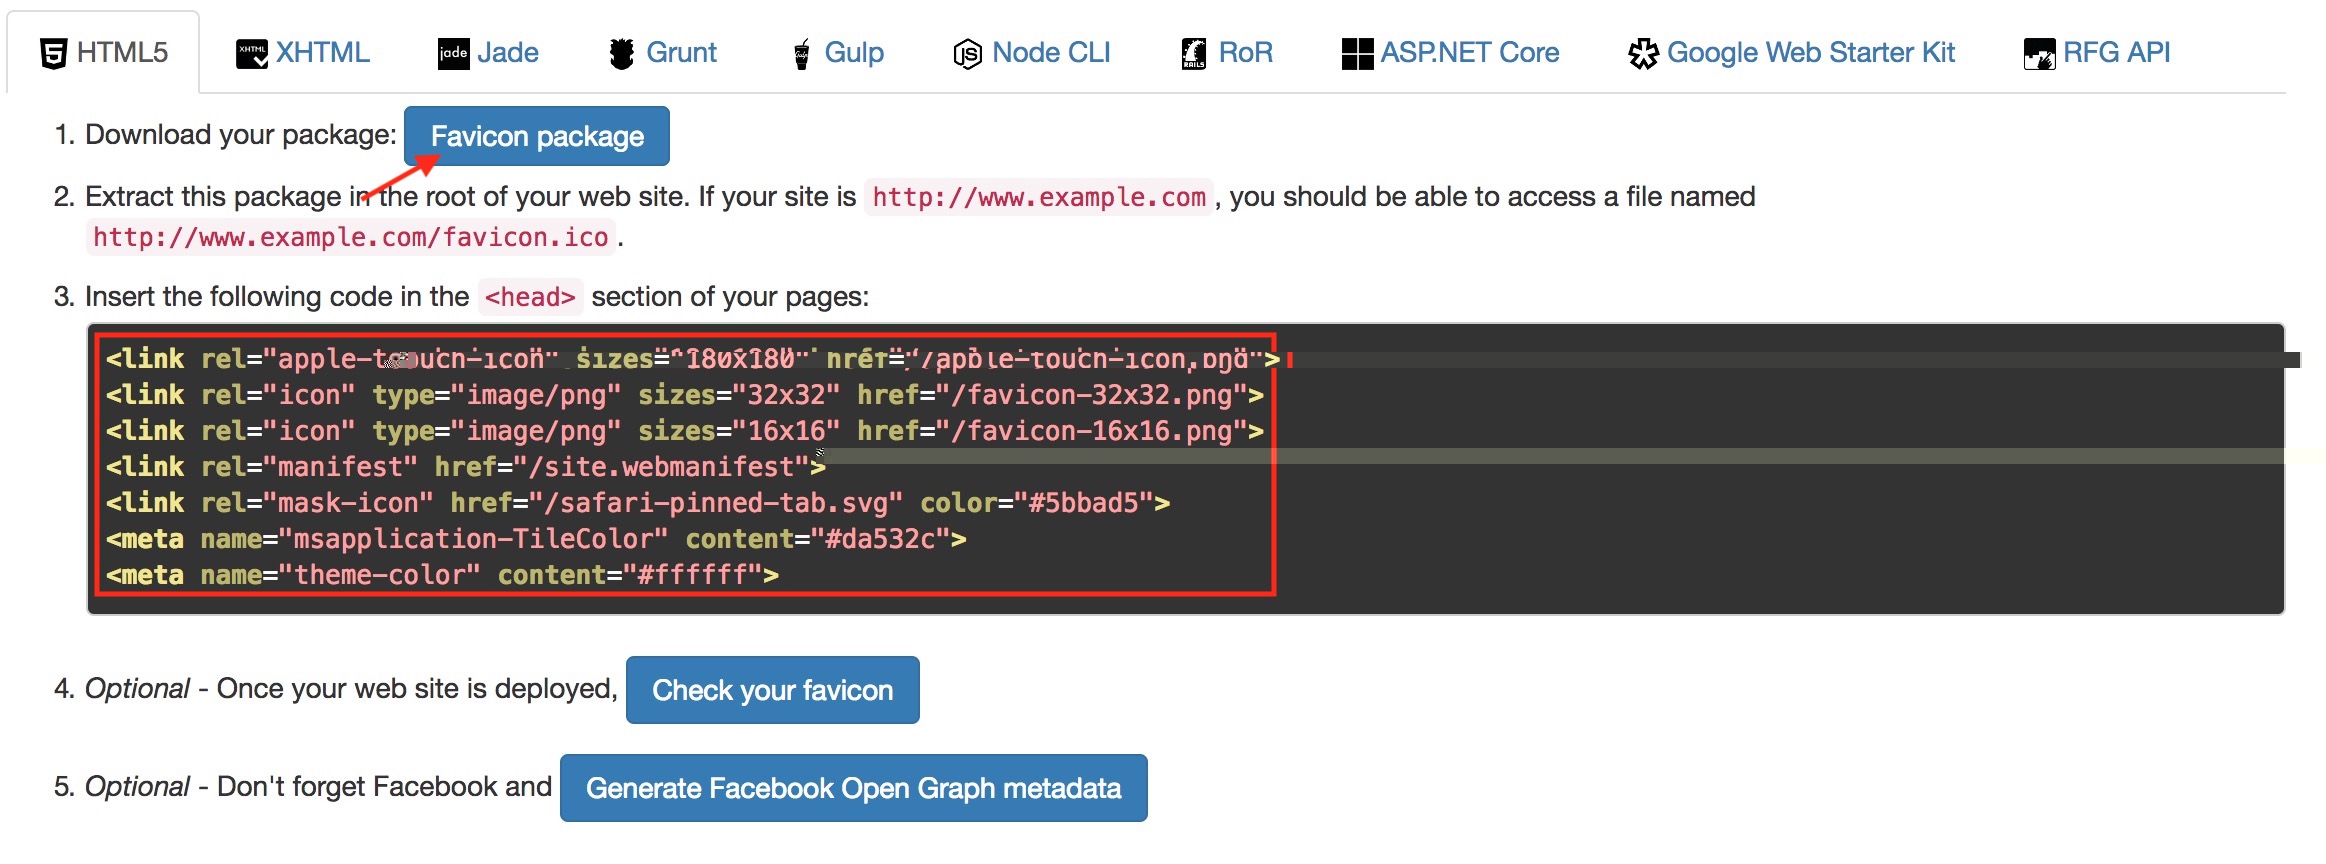 HTML5 XHTML Jade Grunt Gulp Node CLI RoR ASP.NET Core Google Web Starter Kit RFG API
1. Download your package: Favicon package
2. Extract this package in the root of your web site. If your site is http://www.example.com, you should be able to access a file named
http://www.example.com/favicon.ico.
3. Insert the following code in the <head> section of your pages:
<link rel="apple-touch-icon" sizes="180x180" href="/apple-touch-icon.png">
<link rel="icon" type="image/png" sizes="32x32" href="/favicon-32x32.png">
<link rel="icon" type="image/png" sizes="16x16" href="/favicon-16x16.png">
<link rel="manifest" href="/site.webmanifest">
<link rel="mask-icon" href="/safari-pinned-tab.svg" color="#5bbad5">
<meta name="msapplication-TileColor" content="#da532c">
<meta name="theme-color" content="#ffffff">
4. Optional - Once your web site is deployed, Check your favicon
5. Optional - Don't forget Facebook and Generate Facebook Open Graph metadata